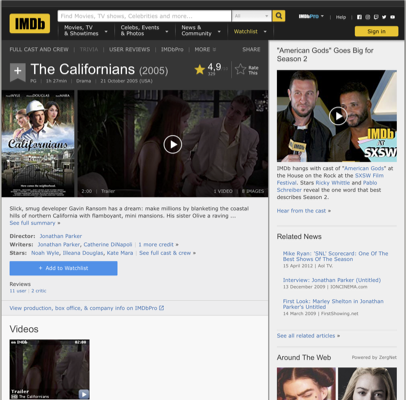 IMDb
Find Movies, TV shows, Celebrities and more...
All
IMDbPro
Help
Movies, TV
& Showtimes
Celebs, Events
& Photos
News &
Community
Watchlist
Sign in
FULL CAST AND CREW | TRIVIA | USER REVIEWS | IMDbPro | MORE
SHARE
The Californians (2005)
4,9
Rate
This
PG | 1h 27min | Drama | 21 October 2005 (USA)
Californians
2:00 | Trailer
1 VIDEO | 8 IMAGES
Slick, smug developer Gavin Ransom has a dream: make millions by blanketing the coastal
hills of northern California with flamboyant, mini mansions. His sister Olive a raving ...
See full summary »
Director: Jonathan Parker
Writers: Jonathan Parker, Catherine DiNapoli | 1 more credit »
Stars: Noah Wyle, Illeana Douglas, Kate Mara | See full cast & crew »
+ Add to Watchlist
Reviews
11 user | 2 critic
View production, box office, & company info on IMDbPro
Videos
on IMDb
02:00
Trailer
The Californians
"American Gods" Goes Big for
Season 2
IMDb
AT
SXSW
IMDb hangs with cast of "American Gods" at
the House on the Rock at the SXSW Film
Festival. Stars Ricky Whittle and Pablo
Schreiber reveal the one word that best
describes Season 2.
Hear from the cast »
Related News
Mike Ryan: 'SNL' Scorecard: One Of The
Best Shows Of The Season
15 April 2012 | Aol TV.
Interview: Jonathan Parker (Untitled)
13 December 2009 | IONCINEMA.com
First Look: Marley Shelton in Jonathan
Parker's Untitled
14 March 2009 | FirstShowing.net
See all related articles »
Around The Web
Powered by ZergNet